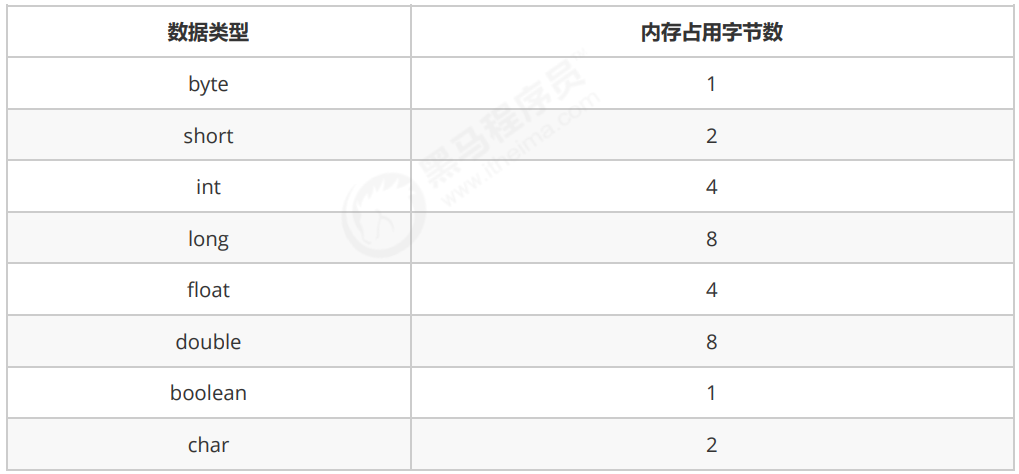 数据类型 内存占用字节数
byte 1
short 2
int 4
long 8
float 4
double 8
boolean 1
char 2
黑马程序员
www.itheima.com